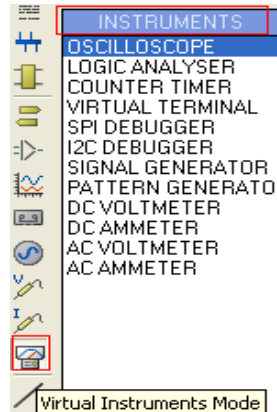 INSTRUMENTS
OSCILLOSCOPE
LOGIC ANALYSER
COUNTER TIMER
VIRTUAL TERMINAL
SPI DEBUGGER
I2C DEBUGGER
SIGNAL GENERATOR
PATTERN GENERATO
DC VOLTMETER
DC AMMETER
AC VOLTMETER
AC AMMETER
V
I
Virtual Instruments Mode